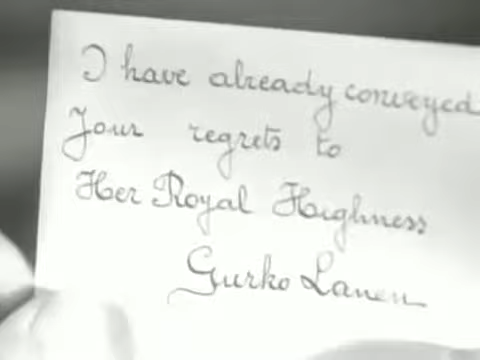 I have already conveyed
your regrets to
Her Royal Highness
Gurko Lanen